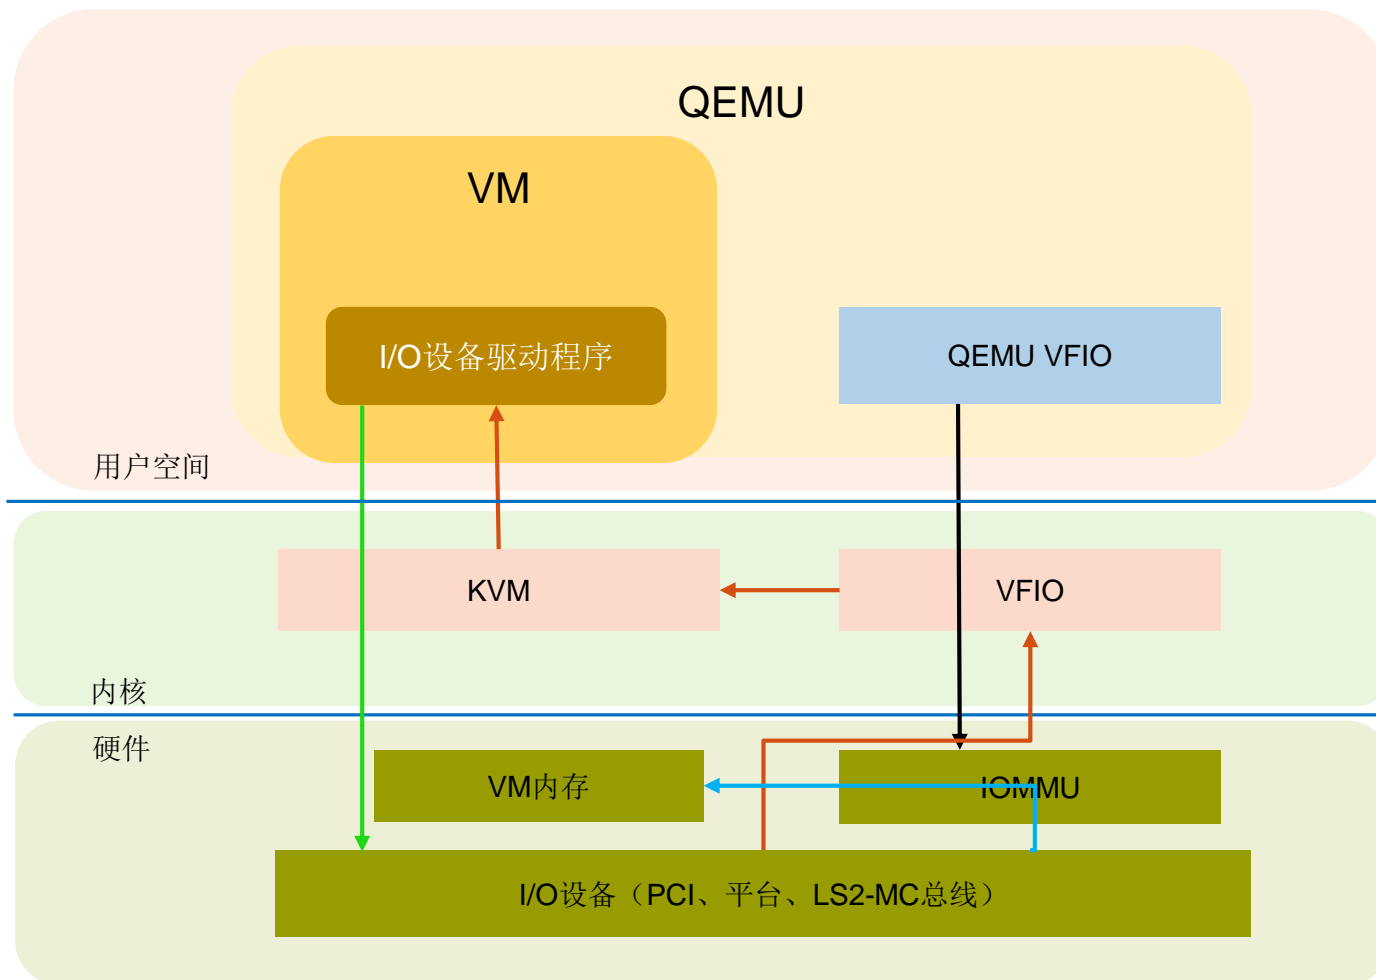 QEMU
VM
I/O设备驱动程序
QEMU VFIO
用户空间
KVM
VFIO
内核
硬件
VM内存
IOMMU
I/O设备（PCI、平台、LS2-MC总线）